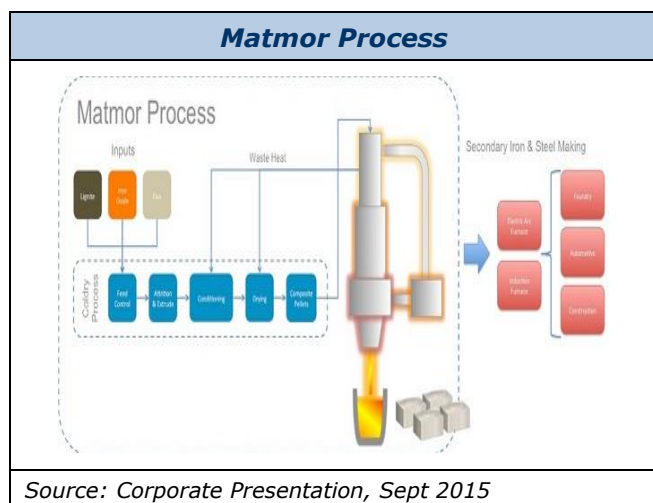 Matmor Process
Matmor Process
Inputs
Lignite
Iron
Oxide
Flux
Waste Heat
Secondary Iron & Steel Making
Coldry
Process
Feed
Control
Attrition
& Extrude
Conditioning
Drying
Composite
Pellets
Electric Arc
Furnace
Induction
Furnace
Foundry
Automotive
Construction
Source: Corporate Presentation, Sept 2015